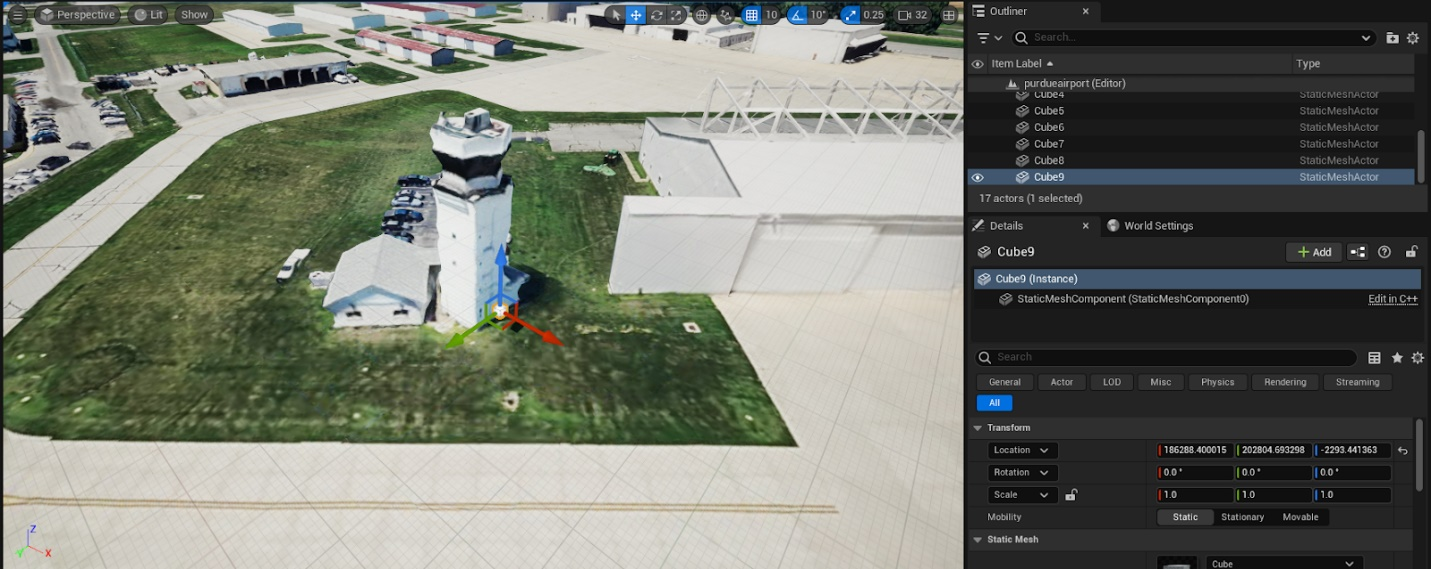 Perspective Lit Show 10 10° 0.25 32
Outliner
Search...
Item Label Type
purdueairport (Editor)
Cube4 StaticMeshActor
Cube5 StaticMeshActor
Cube6 StaticMeshActor
Cube7 StaticMeshActor
Cube8 StaticMeshActor
Cube9 StaticMeshActor
17 actors (1 selected)
Details World Settings
Cube9 + Add
Cube9 (Instance)
StaticMeshComponent (StaticMeshComponent0) Edit in C++
Search
General Actor LOD Misc Physics Rendering Streaming
All
Transform
Location 186288.400015 202804.693298 -2293.441363
Rotation 0.0 ° 0.0 ° 0.0 °
Scale 1.0 1.0 1.0
Mobility Static Stationary Movable
Static Mesh
Cube
Z
Y X